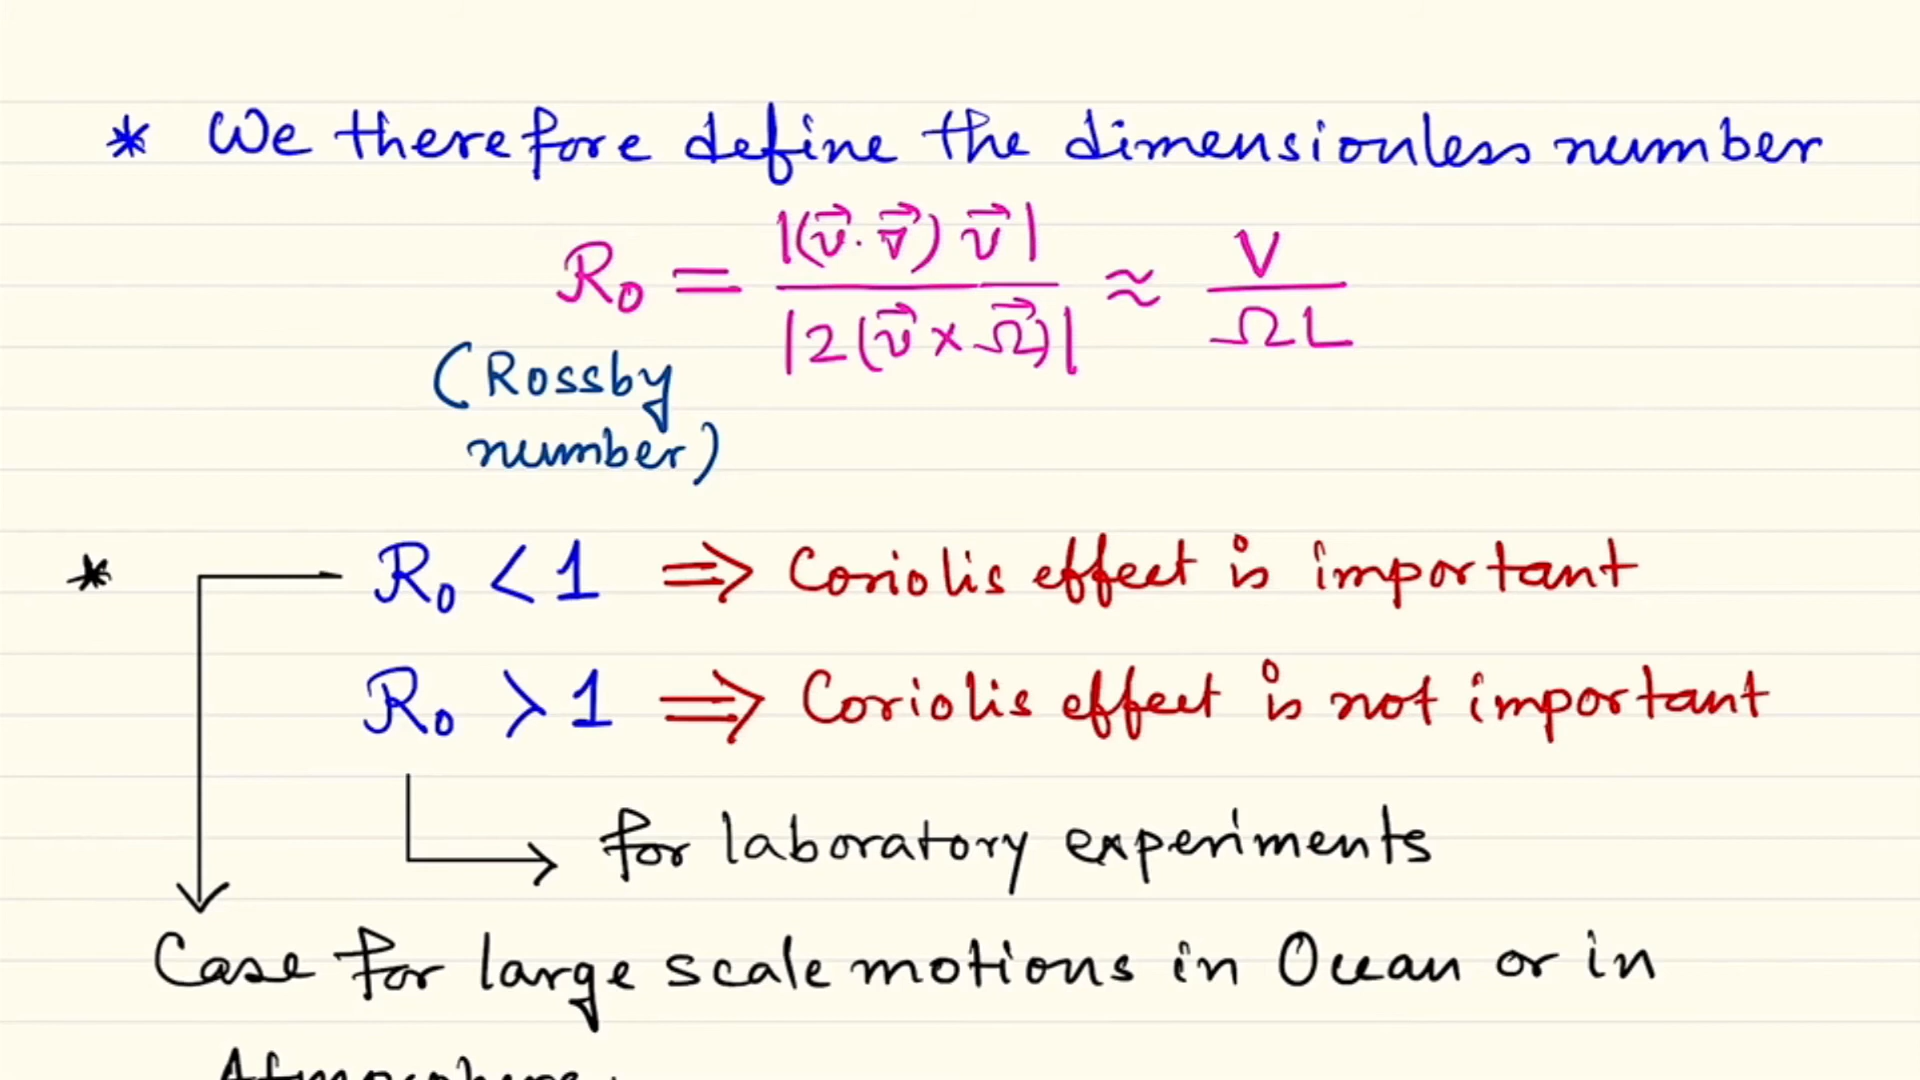 * We therefore define the dimensionless number
R₀ = |(v⃗·∇⃗) v⃗| / |2(v⃗ × Ω⃗)| ≈ V / ΩL
(Rossby
number)
* R₀ < 1 ⇒ Coriolis effect is important
R₀ > 1 ⇒ Coriolis effect is not important
for laboratory experiments
Case for large scale motions in Ocean or in
Atmosphere.